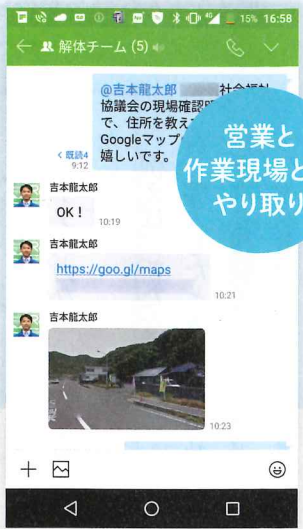 15% 16:58
解体チーム (5)
@吉本龍太郎 社会福祉
協議会の現場確認
で、住所を教え
Googleマップ
嬉しいです。
既読4
9:12
営業と
作業現場と
やり取り
吉本龍太郎
OK！
10:19
吉本龍太郎
https://goo.gl/maps
10:21
吉本龍太郎
10:23